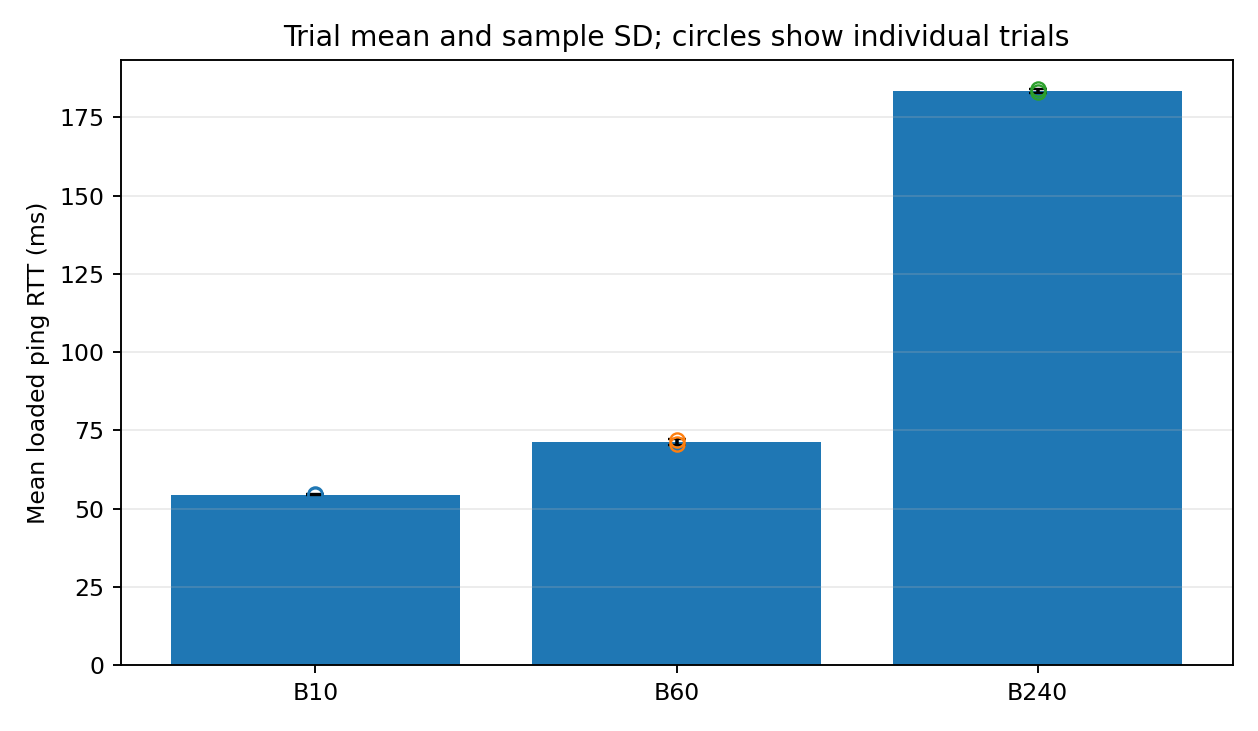 Trial mean and sample SD; circles show individual trials
Mean loaded ping RTT (ms)
175
150
125
100
75
50
25
0
B10
B60
B240